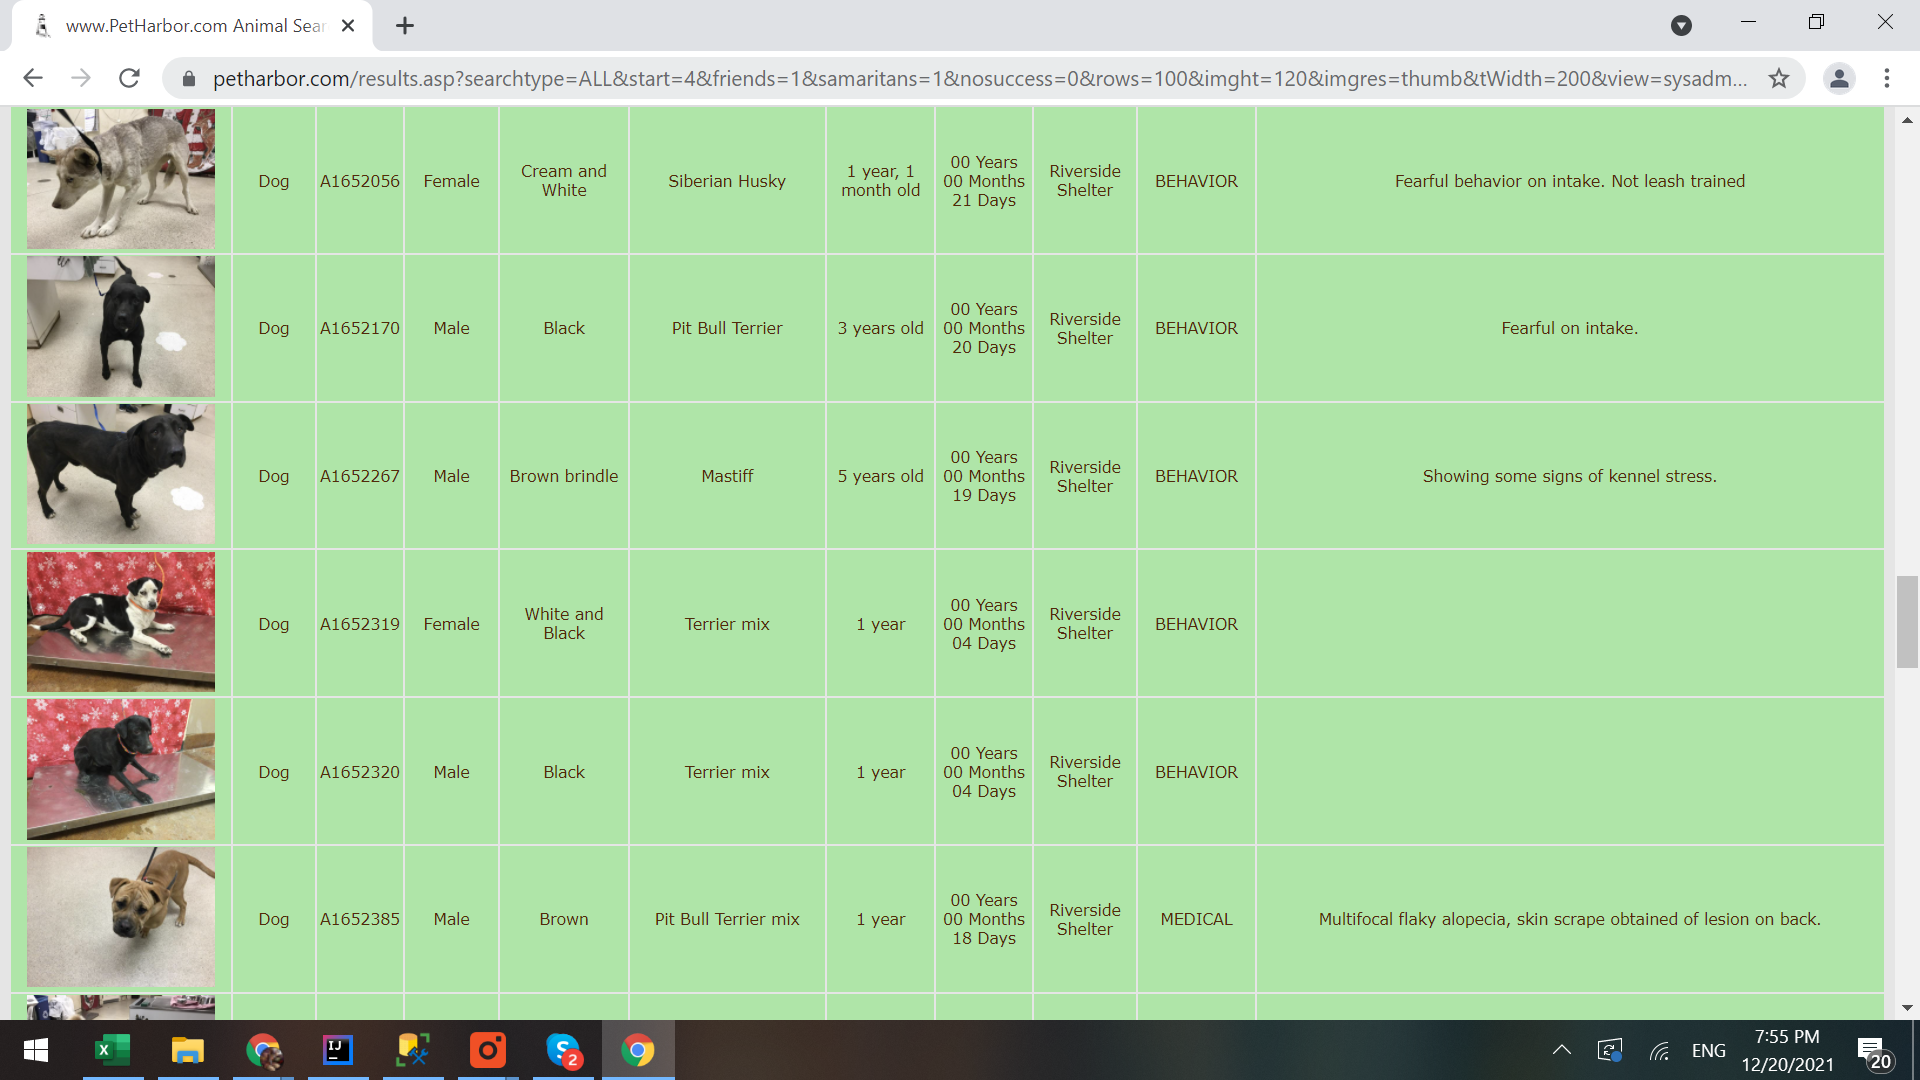 www.PetHarbor.com Animal Sear
petharbor.com/results.asp?searchtype=ALL&start=4&friends=1&samaritans=1&nosuccess=0&rows=100&imght=120&imgres=thumb&tWidth=200&view=sysadm...
Dog A1652056 Female Cream and White Siberian Husky 1 year, 1 month old 00 Years 00 Months 21 Days Riverside Shelter BEHAVIOR Fearful behavior on intake. Not leash trained
Dog A1652170 Male Black Pit Bull Terrier 3 years old 00 Years 00 Months 20 Days Riverside Shelter BEHAVIOR Fearful on intake.
Dog A1652267 Male Brown brindle Mastiff 5 years old 00 Years 00 Months 19 Days Riverside Shelter BEHAVIOR Showing some signs of kennel stress.
Dog A1652319 Female White and Black Terrier mix 1 year 00 Years 00 Months 04 Days Riverside Shelter BEHAVIOR
Dog A1652320 Male Black Terrier mix 1 year 00 Years 00 Months 04 Days Riverside Shelter BEHAVIOR
Dog A1652385 Male Brown Pit Bull Terrier mix 1 year 00 Years 00 Months 18 Days Riverside Shelter MEDICAL Multifocal flaky alopecia, skin scrape obtained of lesion on back.
X IJ S 2 ENG 7:55 PM
12/20/2021 20